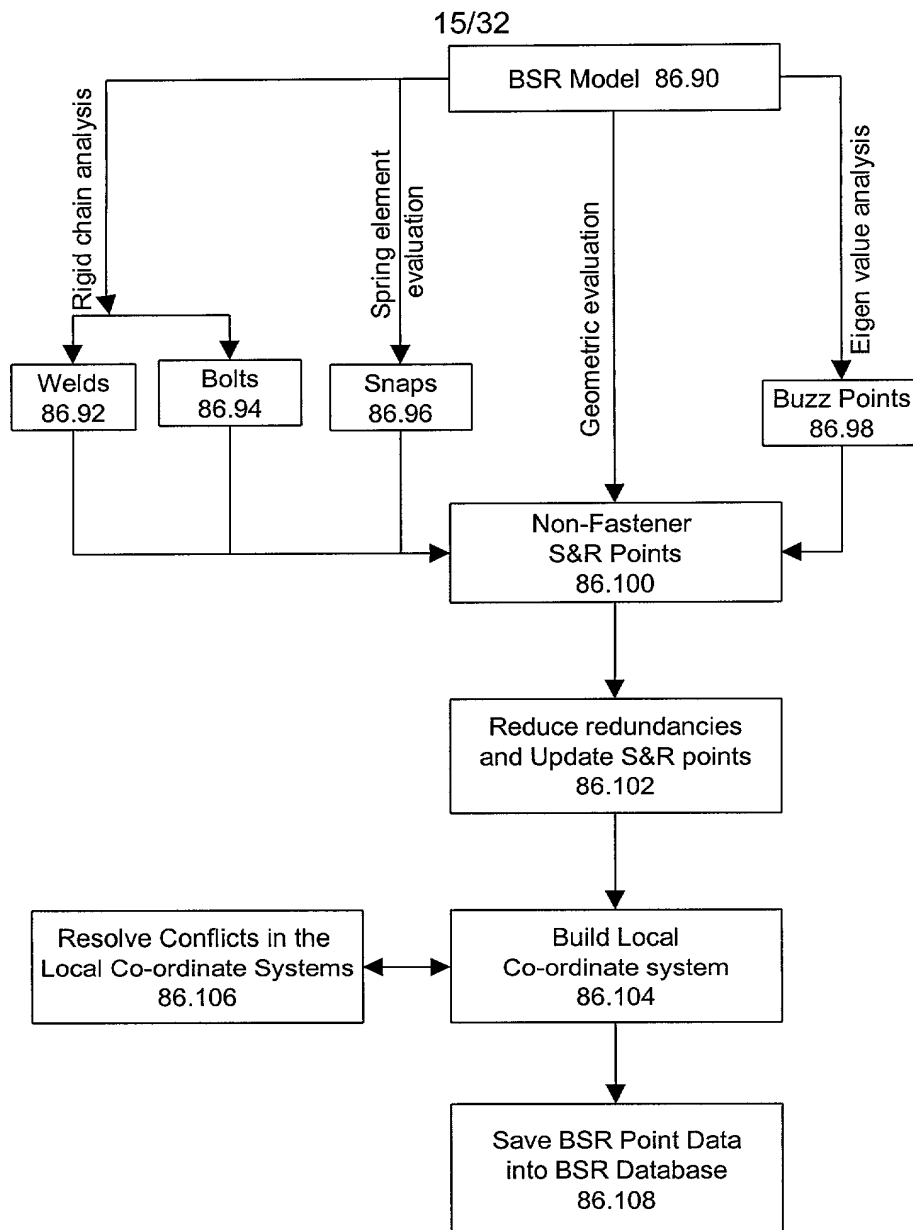 15/32
BSR Model 86.90
Rigid chain analysis
Spring element
evaluation
Geometric evaluation
Eigen value analysis
Welds
86.92
Bolts
86.94
Snaps
86.96
Buzz Points
86.98
Non-Fastener
S&R Points
86.100
Reduce redundancies
and Update S&R points
86.102
Resolve Conflicts in the
Local Co-ordinate Systems
86.106
Build Local
Co-ordinate system
86.104
Save BSR Point Data
into BSR Database
86.108